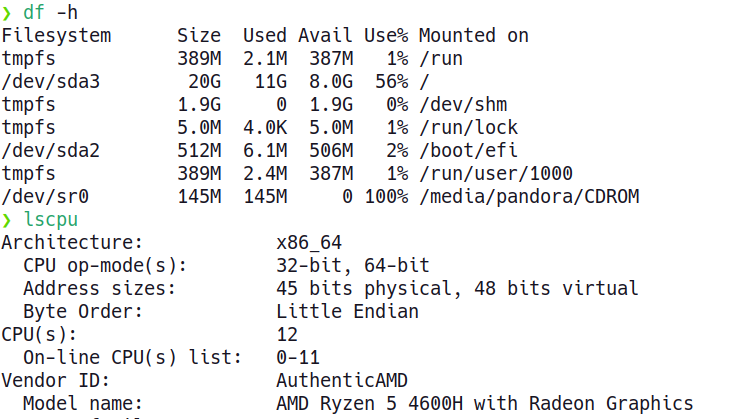 ❯ df -h
Filesystem      Size  Used Avail Use% Mounted on
tmpfs           389M  2.1M  387M   1% /run
/dev/sda3        20G   11G  8.0G  56% /
tmpfs           1.9G     0  1.9G   0% /dev/shm
tmpfs           5.0M  4.0K  5.0M   1% /run/lock
/dev/sda2       512M  6.1M  506M   2% /boot/efi
tmpfs           389M  2.4M  387M   1% /run/user/1000
/dev/sr0        145M  145M     0 100% /media/pandora/CDROM
❯ lscpu
Architecture:            x86_64
  CPU op-mode(s):        32-bit, 64-bit
  Address sizes:         45 bits physical, 48 bits virtual
  Byte Order:            Little Endian
CPU(s):                  12
  On-line CPU(s) list:   0-11
Vendor ID:               AuthenticAMD
  Model name:            AMD Ryzen 5 4600H with Radeon Graphics